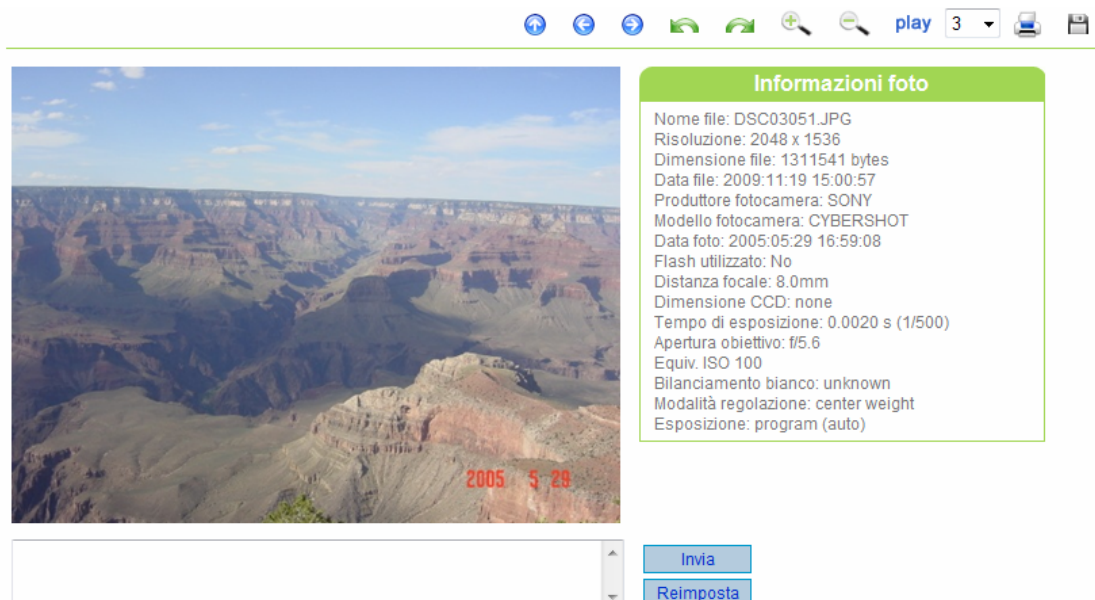 play 3
Informazioni foto
Nome file: DSC03051.JPG
Risoluzione: 2048 x 1536
Dimensione file: 1311541 bytes
Data file: 2009:11:19 15:00:57
Produttore fotocamera: SONY
Modello fotocamera: CYBERSHOT
Data foto: 2005:05:29 16:59:08
Flash utilizzato: No
Distanza focale: 8.0mm
Dimensione CCD: none
Tempo di esposizione: 0.0020 s (1/500)
Apertura obiettivo: f/5.6
Equiv. ISO 100
Bilanciamento bianco: unknown
Modalità regolazione: center weight
Esposizione: program (auto)
2005 5 29
Invia
Reimposta